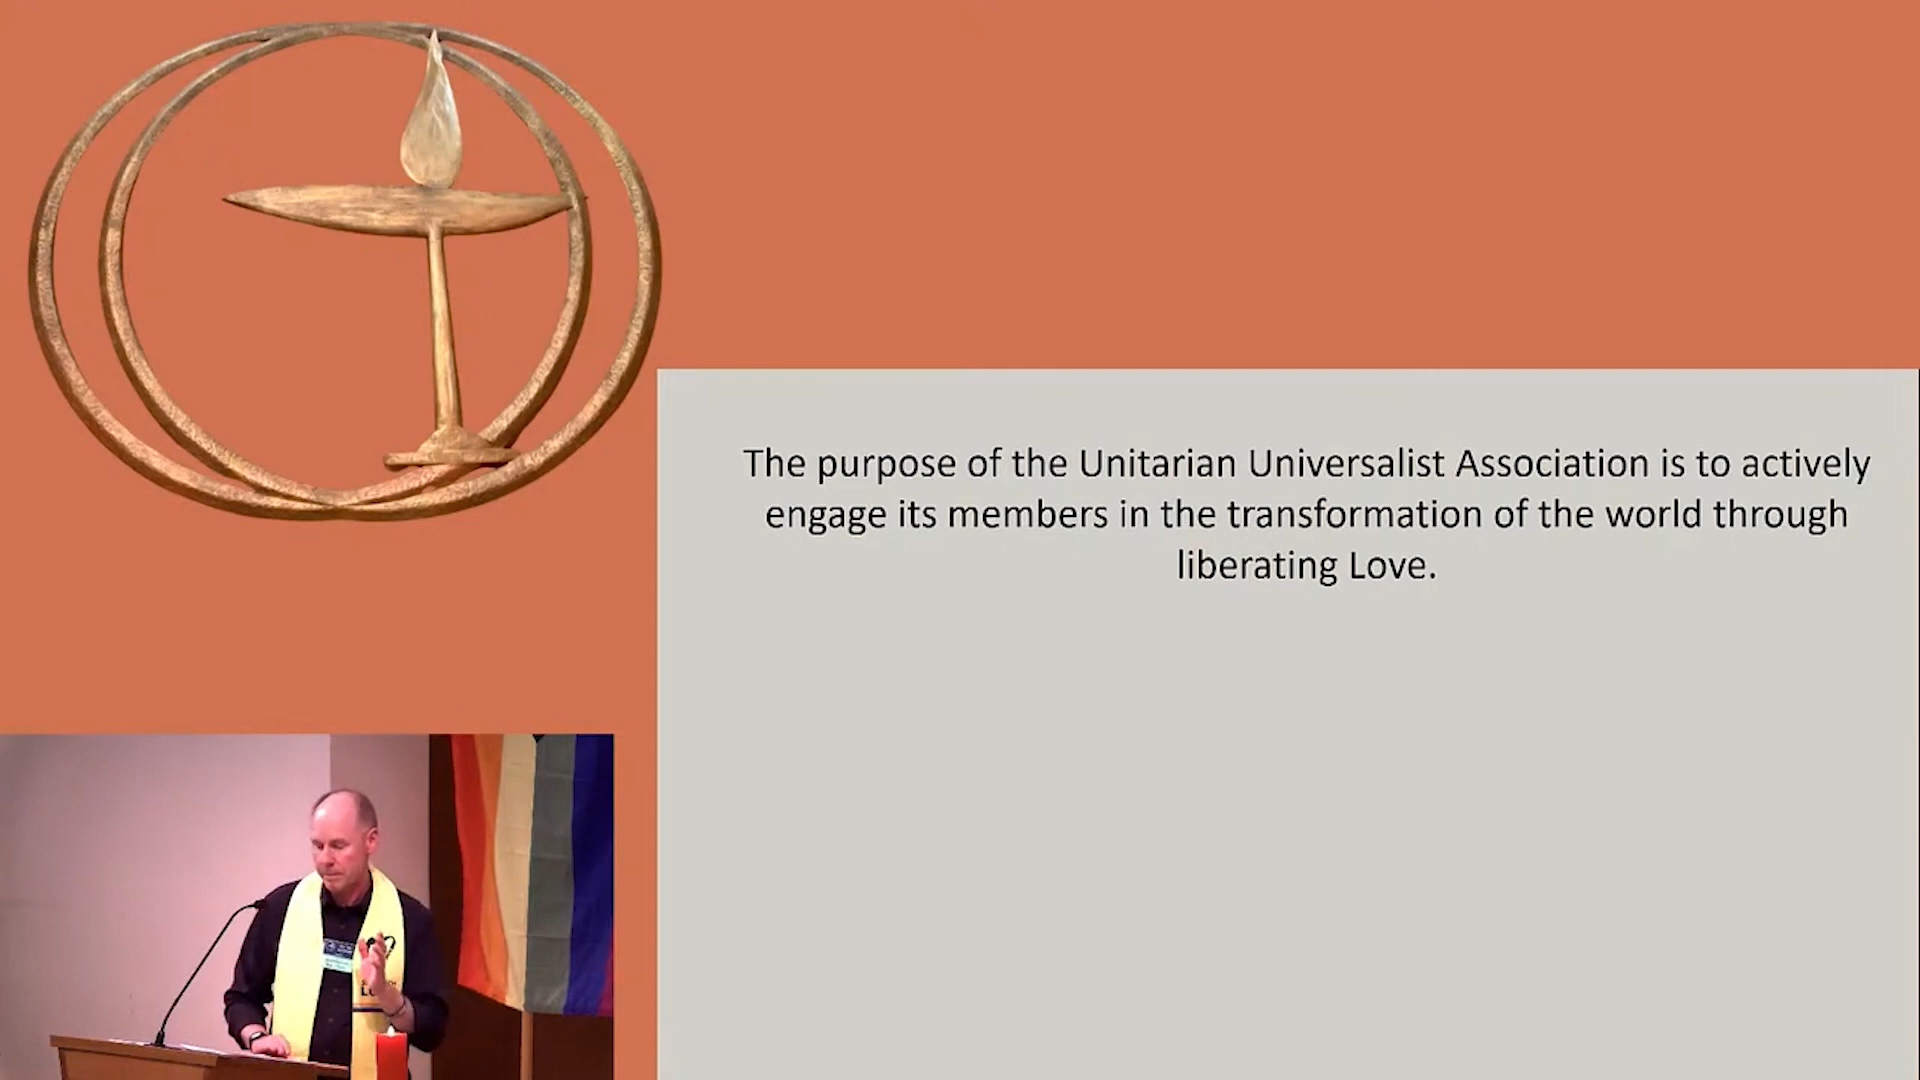 The purpose of the Unitarian Universalist Association is to actively
engage its members in the transformation of the world through
liberating Love.